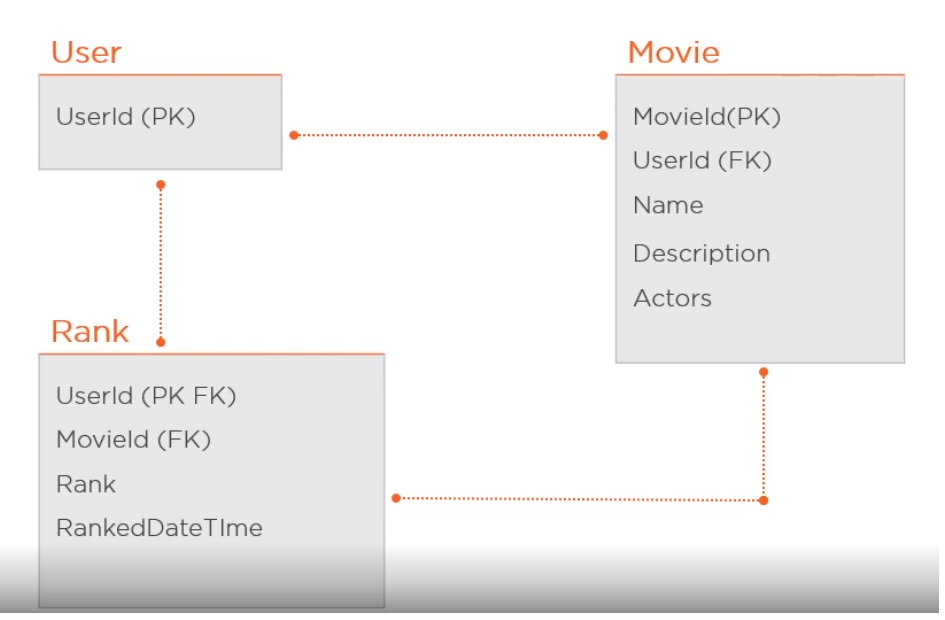 User
UserId (PK)
Movie
MovieId(PK)
UserId (FK)
Name
Description
Actors
Rank
UserId (PK FK)
MovieId (FK)
Rank
RankedDateTIme